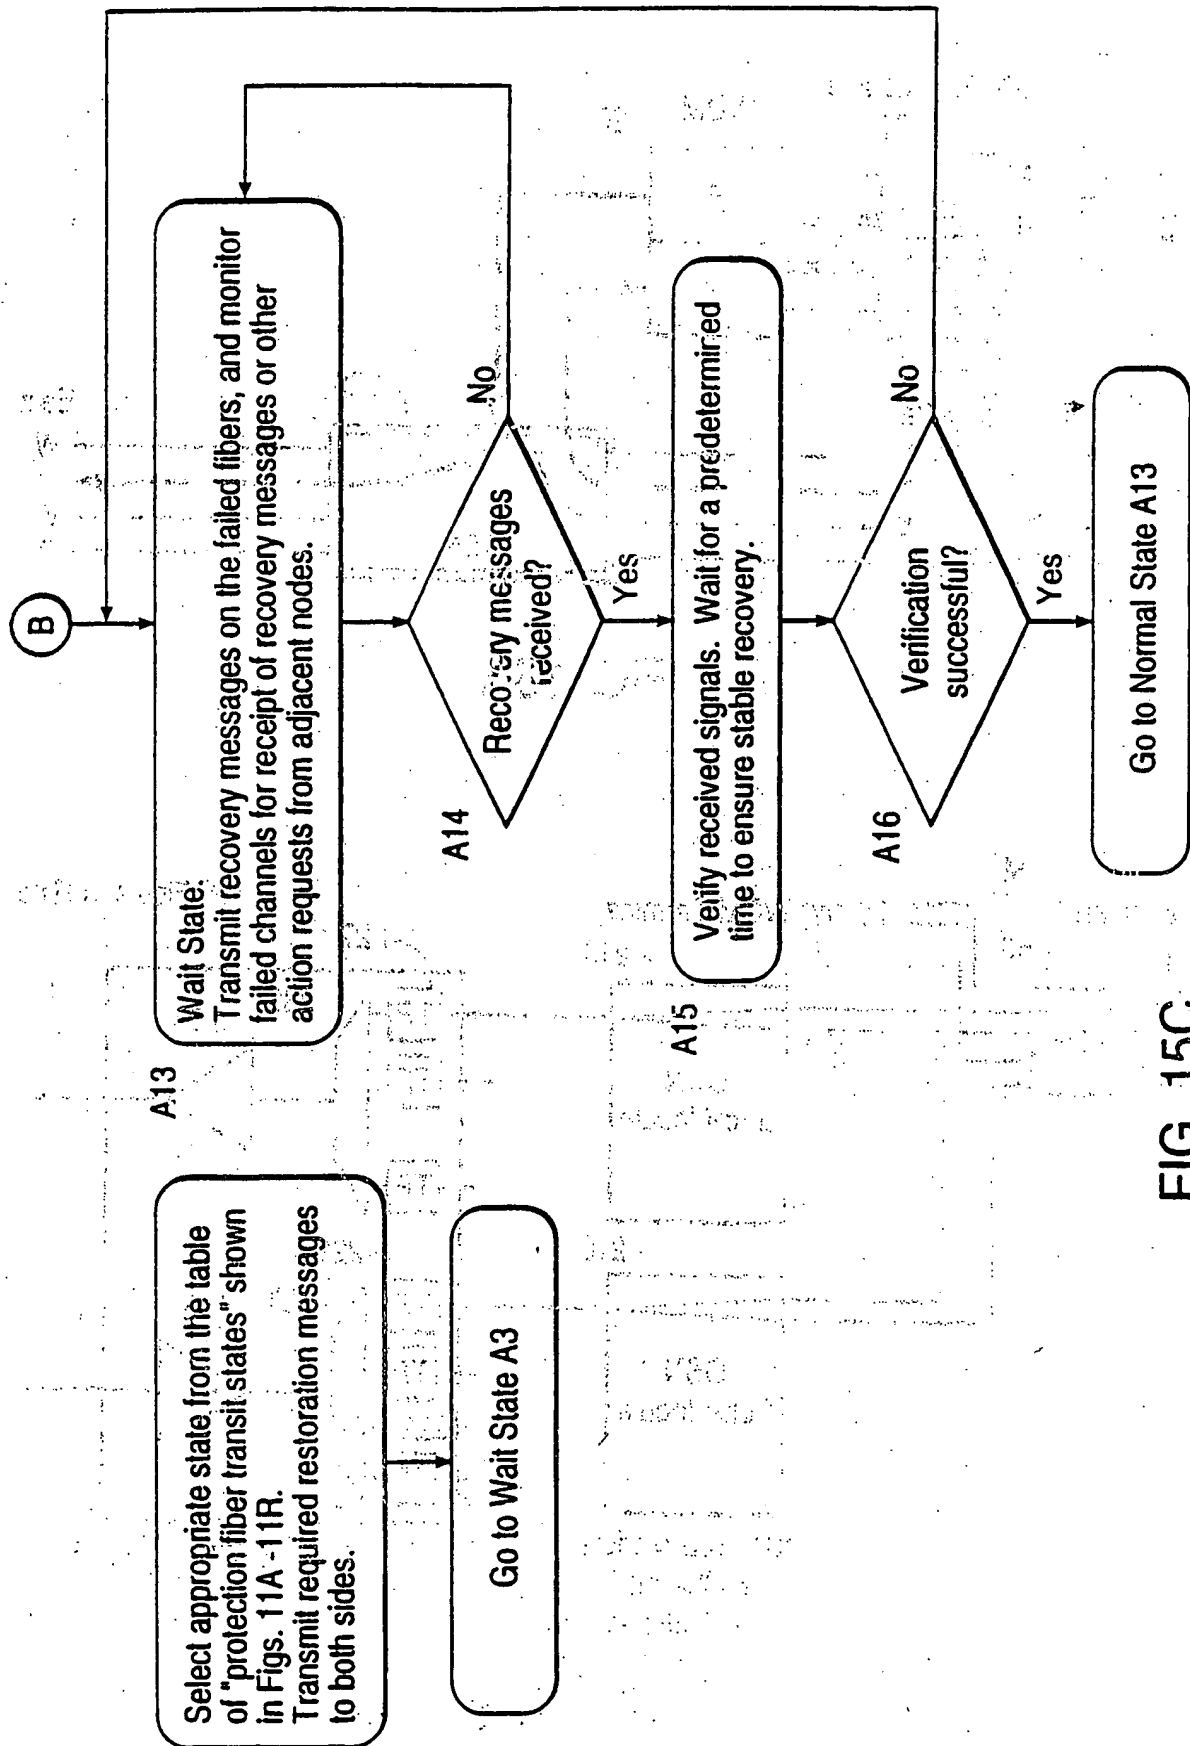 B
A13
Wait State:
Transmit recovery messages on the failed fibers, and monitor
failed channels for receipt of recovery messages or other
action requests from adjacent nodes.
A14
Recovery messages
received?
No
Yes
A15
Verify received signals. Wait for a predetermined
time to ensure stable recovery.
A16
Verification
successful?
No
Yes
Go to Normal State A13
Select appropriate state from the table
of "protection fiber transit states" shown
in Figs. 11A -11R.
Transmit required restoration messages
to both sides.
Go to Wait State A3
FIG. 15C